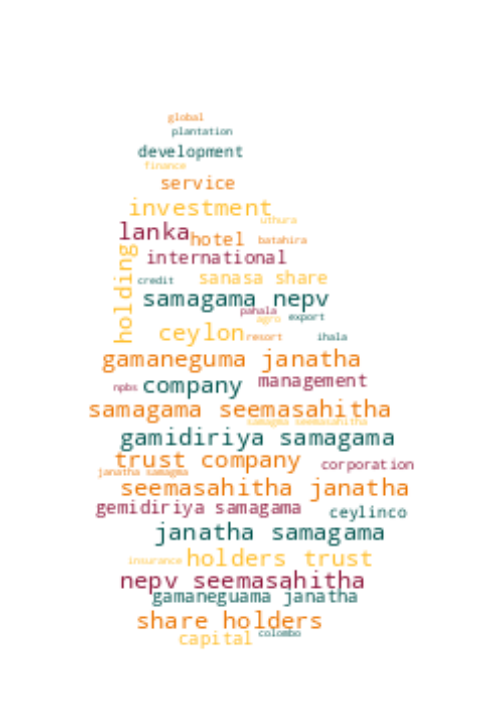 global
plantation
development
finance
service
investment
uthura
lanka
hotel
batahira
international
holding
credit
sanasa share
samagama nepv
pahala
agro
export
ceylon
resort
ihala
gamaneguma janatha
npbs
company
management
samagama seemasahitha
samagma seemasahitha
gamidiriya samagama
trust company
corporation
janatha samagma
seemasahitha janatha
gemidiriya samagama
ceylinco
janatha samagama
insurance
holders trust
nepv seemasahitha
gamaneguama janatha
share holders
capital
colombo